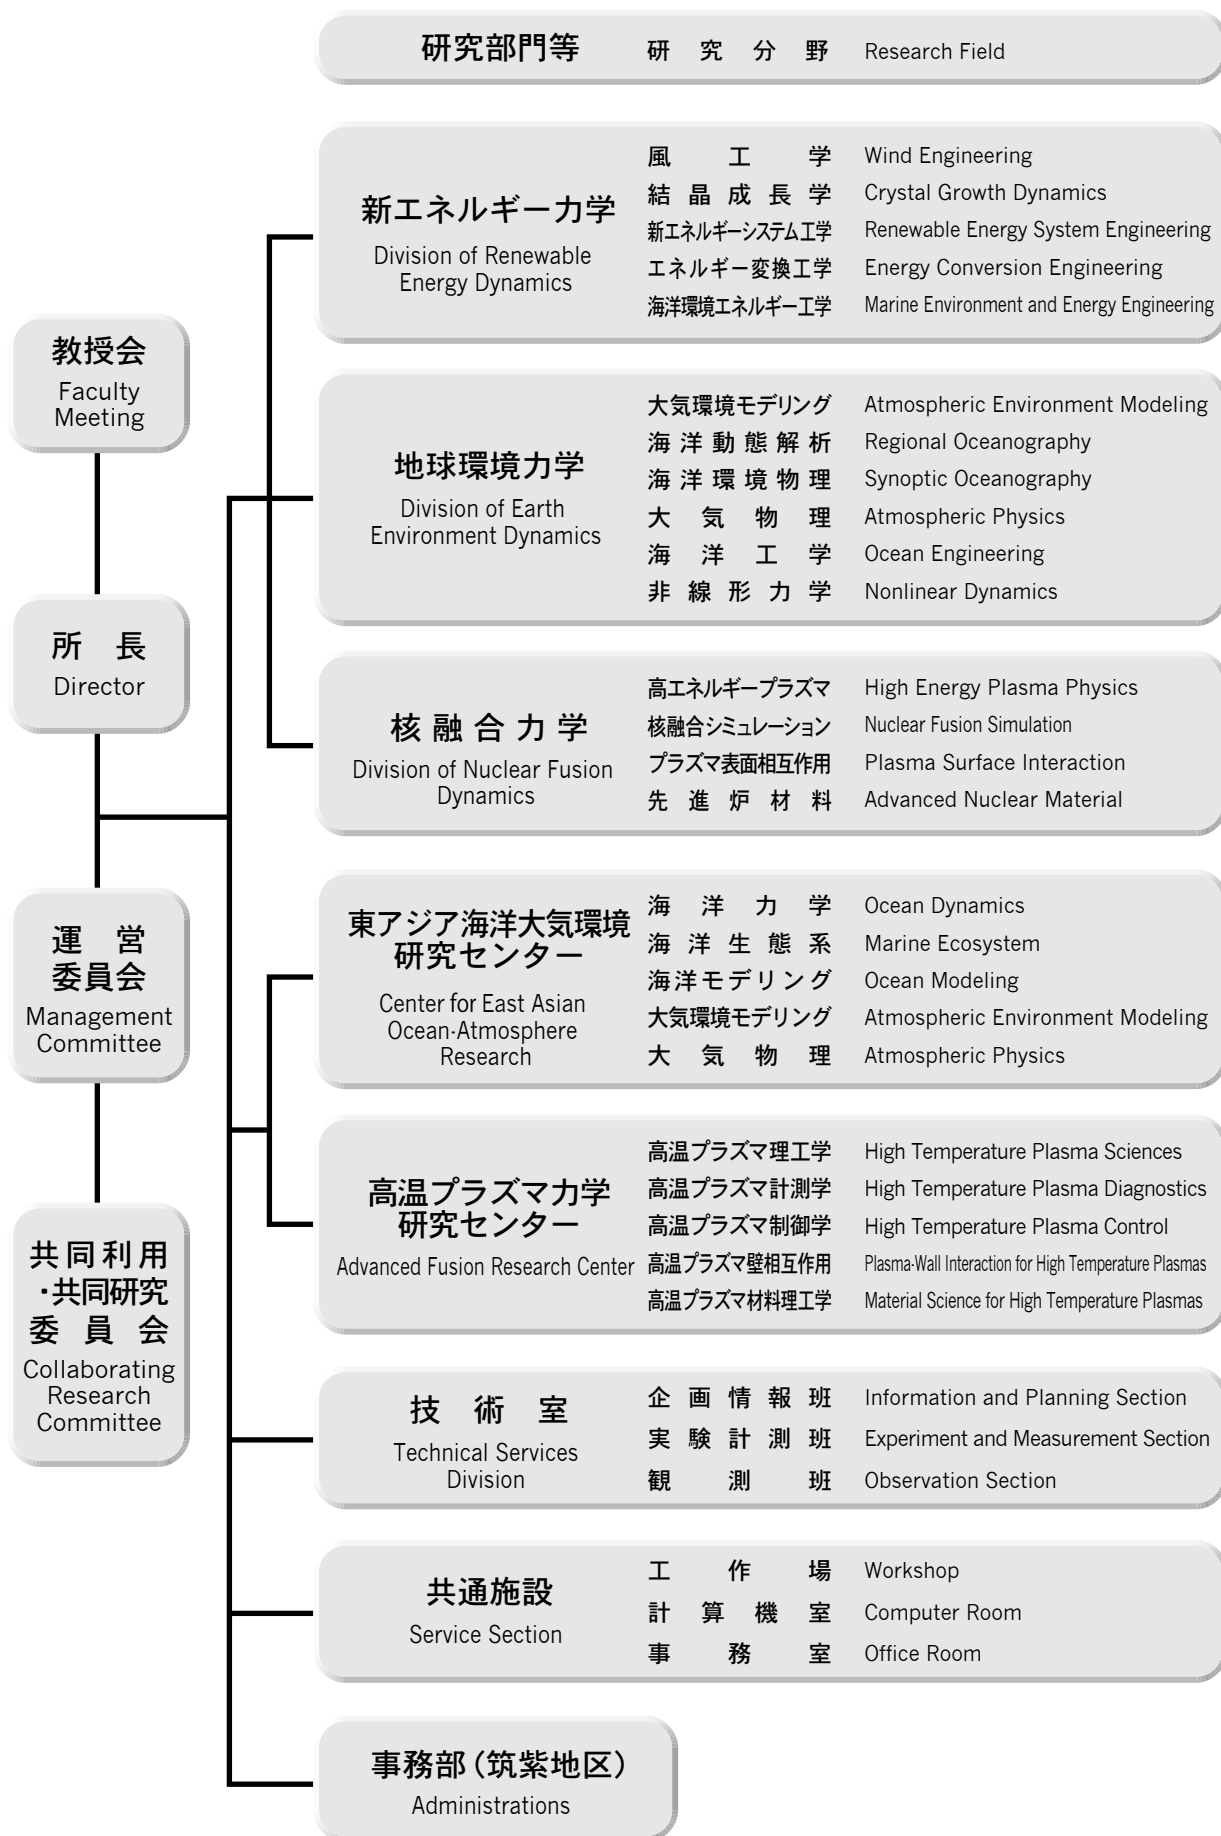 研究部門等 研究分野 Research Field
新エネルギー力学
Division of Renewable
Energy Dynamics
風工学 Wind Engineering
結晶成長学 Crystal Growth Dynamics
新エネルギーシステム工学 Renewable Energy System Engineering
エネルギー変換工学 Energy Conversion Engineering
海洋環境エネルギー工学 Marine Environment and Energy Engineering
教授会
Faculty
Meeting
地球環境力学
Division of Earth
Environment Dynamics
大気環境モデリング Atmospheric Environment Modeling
海洋動態解析 Regional Oceanography
海洋環境物理 Synoptic Oceanography
大気物理 Atmospheric Physics
海洋工学 Ocean Engineering
非線形力学 Nonlinear Dynamics
所長
Director
核融合力学
Division of Nuclear Fusion
Dynamics
高エネルギープラズマ High Energy Plasma Physics
核融合シミュレーション Nuclear Fusion Simulation
プラズマ表面相互作用 Plasma Surface Interaction
先進炉材料 Advanced Nuclear Material
運営
委員会
Management
Committee
東アジア海洋大気環境
研究センター
Center for East Asian
Ocean-Atmosphere
Research
海洋力学 Ocean Dynamics
海洋生態系 Marine Ecosystem
海洋モデリング Ocean Modeling
大気環境モデリング Atmospheric Environment Modeling
大気物理 Atmospheric Physics
共同利用
・共同研究
委員会
Collaborating
Research
Committee
高温プラズマ力学
研究センター
Advanced Fusion Research Center
高温プラズマ理工学 High Temperature Plasma Sciences
高温プラズマ計測学 High Temperature Plasma Diagnostics
高温プラズマ制御学 High Temperature Plasma Control
高温プラズマ壁相互作用 Plasma-Wall Interaction for High Temperature Plasmas
高温プラズマ材料理工学 Material Science for High Temperature Plasmas
技術室
Technical Services
Division
企画情報班 Information and Planning Section
実験計測班 Experiment and Measurement Section
観測班 Observation Section
共通施設
Service Section
工作場 Workshop
計算機室 Computer Room
事務室 Office Room
事務部（筑紫地区）
Administrations